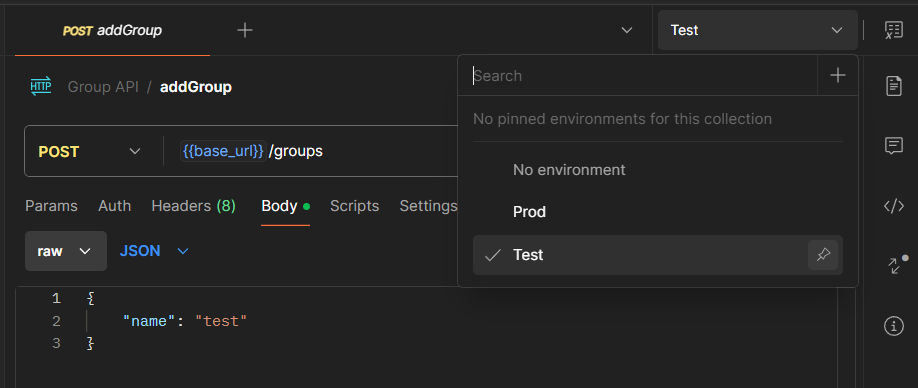 POST addGroup
Test
HTTP Group API / addGroup
Search
No pinned environments for this collection
POST {{base_url}} /groups
No environment
Params Auth Headers (8) Body Scripts Settings
Prod
raw JSON
Test
1 {
2 "name": "test"
3 }